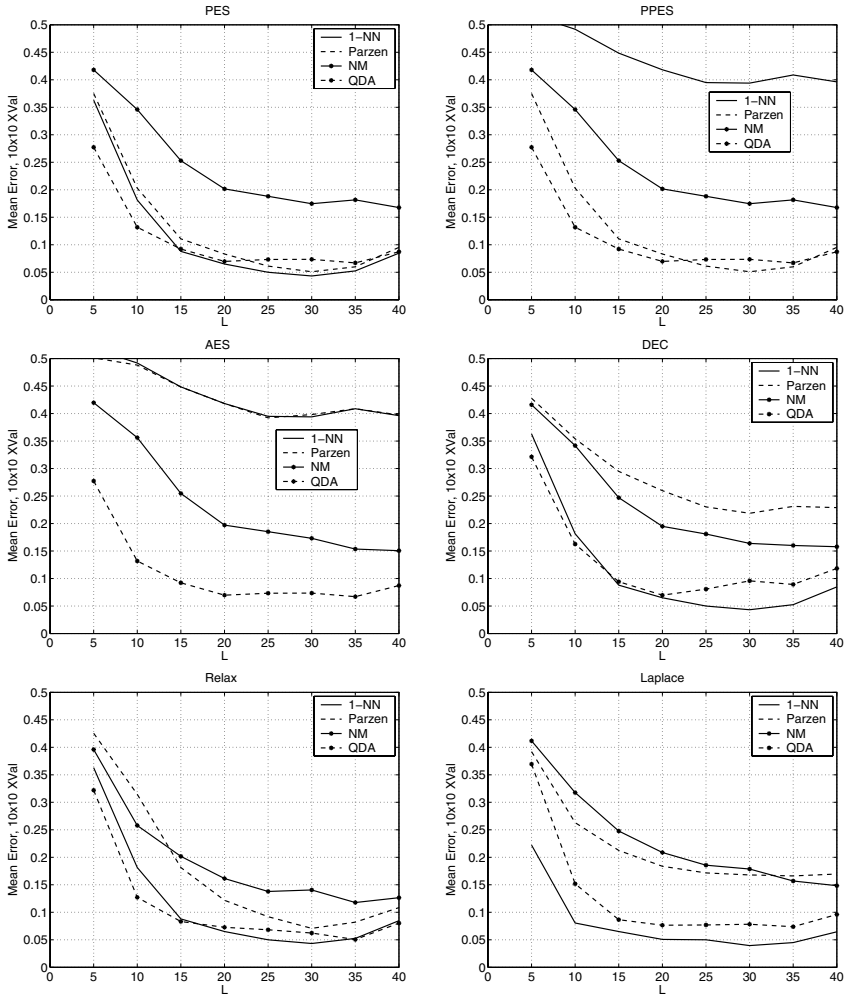 PES
Mean Error, 10x10 XVal
0.5
0.45
0.4
0.35
0.3
0.25
0.2
0.15
0.1
0.05
0
1−NN
Parzen
NM
QDA
0 5 10 15 20 25 30 35 40
L
PPES
Mean Error, 10x10 XVal
0.5
0.45
0.4
0.35
0.3
0.25
0.2
0.15
0.1
0.05
0
1−NN
Parzen
NM
QDA
0 5 10 15 20 25 30 35 40
L
AES
Mean Error, 10x10 XVal
0.5
0.45
0.4
0.35
0.3
0.25
0.2
0.15
0.1
0.05
0
1−NN
Parzen
NM
QDA
0 5 10 15 20 25 30 35 40
L
DEC
Mean Error, 10x10 XVal
0.5
0.45
0.4
0.35
0.3
0.25
0.2
0.15
0.1
0.05
0
1−NN
Parzen
NM
QDA
0 5 10 15 20 25 30 35 40
L
Relax
Mean Error, 10x10 XVal
0.5
0.45
0.4
0.35
0.3
0.25
0.2
0.15
0.1
0.05
0
1−NN
Parzen
NM
QDA
0 5 10 15 20 25 30 35 40
L
Laplace
Mean Error, 10x10 XVal
0.5
0.45
0.4
0.35
0.3
0.25
0.2
0.15
0.1
0.05
0
1−NN
Parzen
NM
QDA
0 5 10 15 20 25 30 35 40
L